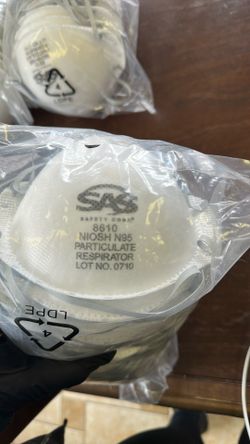 SAS
SAFETY CORP.
8610
NIOSH N95
PARTICULATE
RESPIRATOR
LOT NO. 0710
4
LDPE